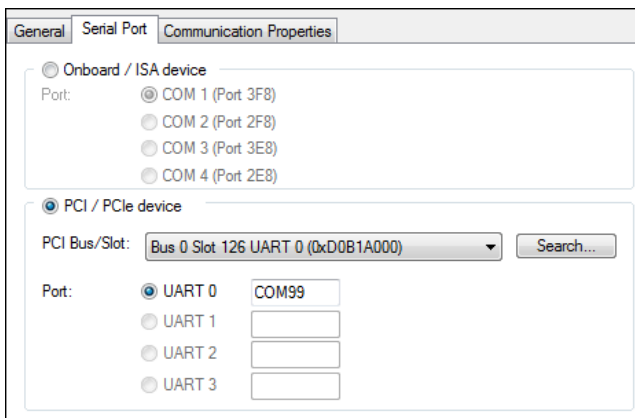 General Serial Port Communication Properties
Onboard / ISA device
Port: COM 1 (Port 3F8)
COM 2 (Port 2F8)
COM 3 (Port 3E8)
COM 4 (Port 2E8)
PCI / PCIe device
PCI Bus/Slot: Bus 0 Slot 126 UART 0 (0xD0B1A000) Search...
Port: UART 0 COM99
UART 1
UART 2
UART 3